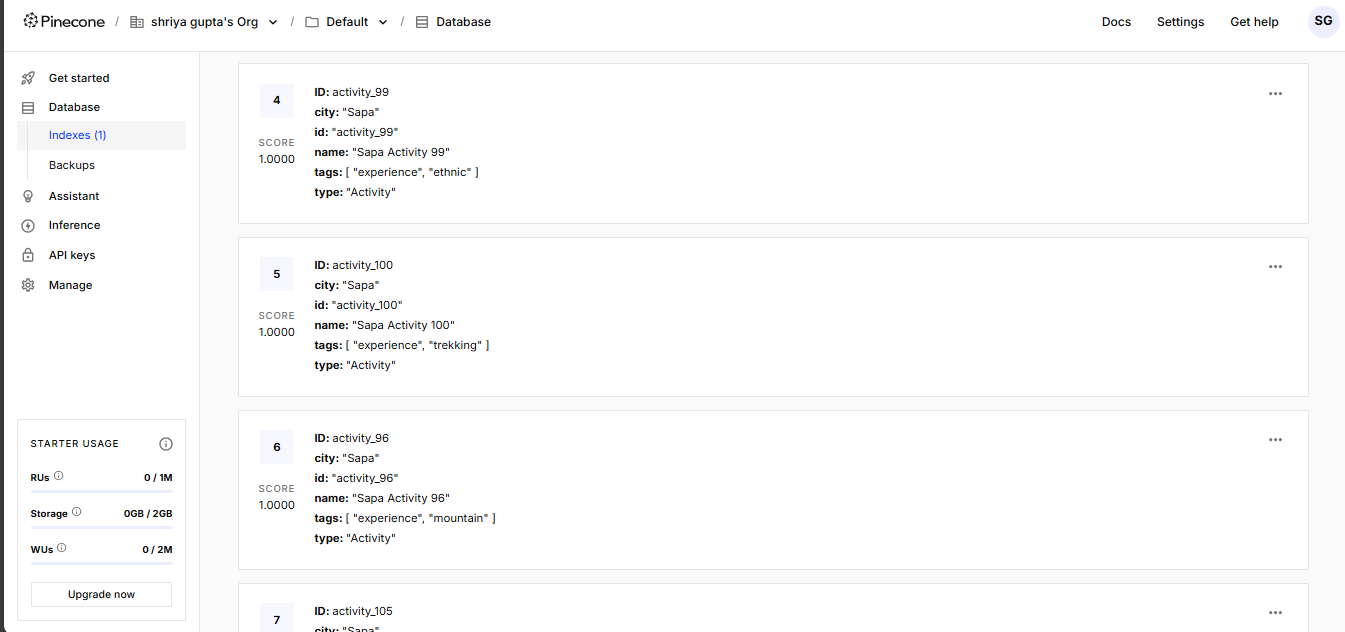 Pinecone / shriya gupta's Org / Default / Database Docs Settings Get help SG
Get started
Database
Indexes (1)
Backups
Assistant
Inference
API keys
Manage
STARTER USAGE
RUs 0 / 1M
Storage 0GB / 2GB
WUs 0 / 2M
Upgrade now
4
SCORE
1.0000
ID: activity_99
city: "Sapa"
id: "activity_99"
name: "Sapa Activity 99"
tags: [ "experience", "ethnic" ]
type: "Activity"
5
SCORE
1.0000
ID: activity_100
city: "Sapa"
id: "activity_100"
name: "Sapa Activity 100"
tags: [ "experience", "trekking" ]
type: "Activity"
6
SCORE
1.0000
ID: activity_96
city: "Sapa"
id: "activity_96"
name: "Sapa Activity 96"
tags: [ "experience", "mountain" ]
type: "Activity"
7
ID: activity_105
city: "Sapa"